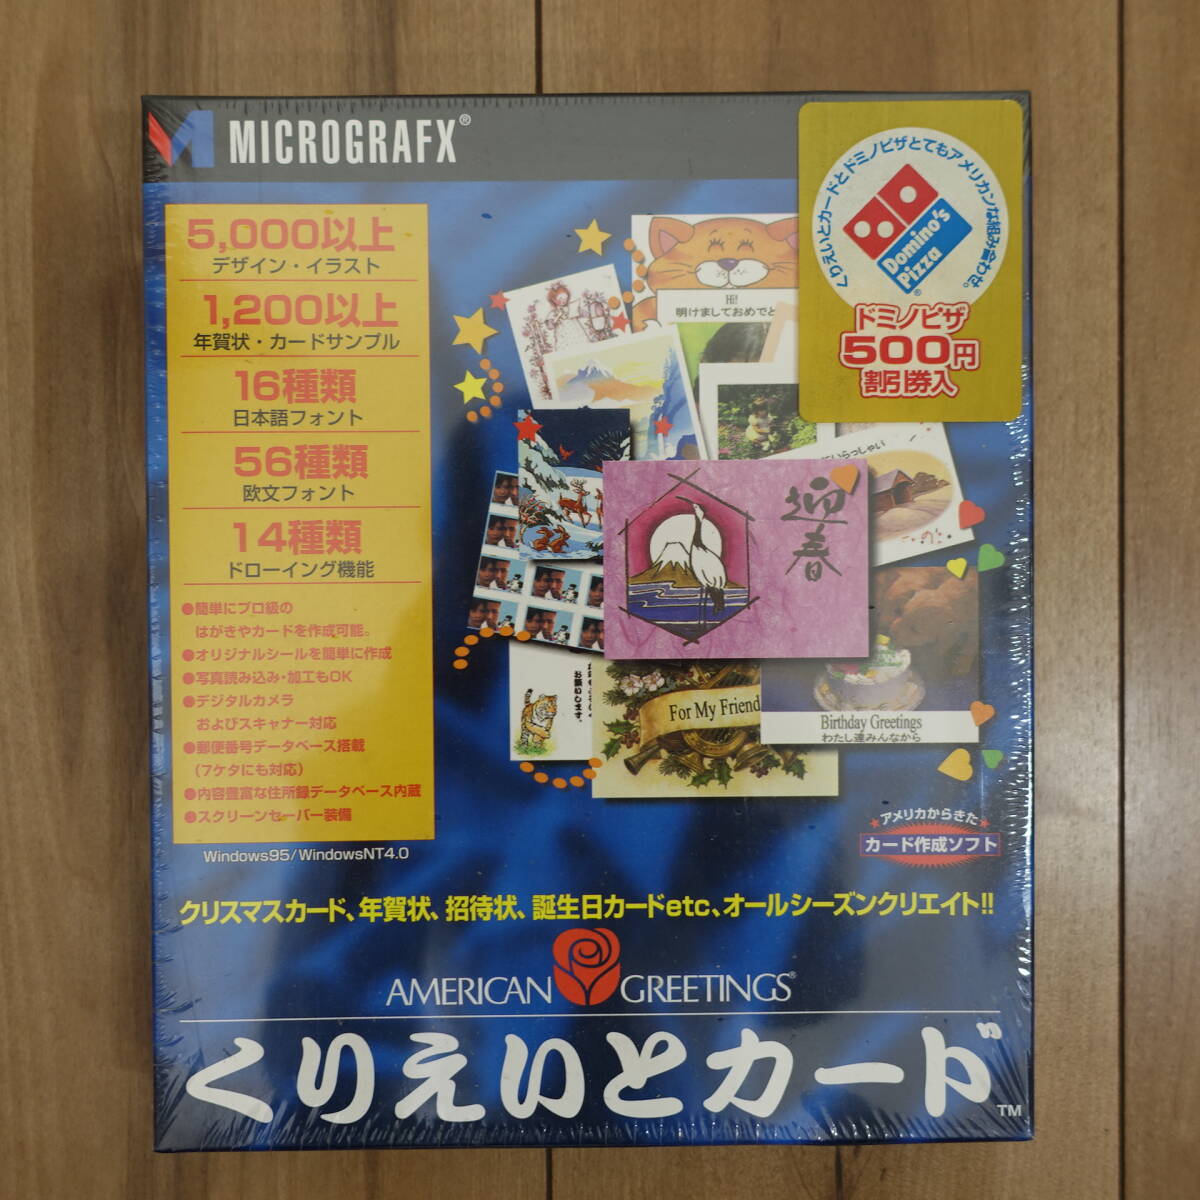 MICROGRAFX®
5,000以上
デザイン・イラスト
1,200以上
年賀状・カードサンプル
16種類
日本語フォント
56種類
欧文フォント
14種類
ドローイング機能
●簡単にプロ級の
はがきやカードを作成可能。
●オリジナルシールを簡単に作成
●写真読み込み・加工もOK
●デジタルカメラ
およびスキャナー対応
●郵便番号データベース搭載
(7ケタにも対応)
●内容豊富な住所録データベース内蔵
●スクリーンセーバー装備
Windows95/WindowsNT4.0
くりえいとカードとドミノピザとてもアメリカンな組み合わせ。
Domino's
Pizza®
ドミノピザ
500円
割引券入
Hi!
明けましておめでと
いらっしゃい
迎春
お願いします。
For My Friend
Birthday Greetings
わたし達みんなから
アメリカからきた
カード作成ソフト
クリスマスカード、年賀状、招待状、誕生日カードetc、オールシーズンクリエイト!!
AMERICAN GREETINGS®
くりえいとカード™